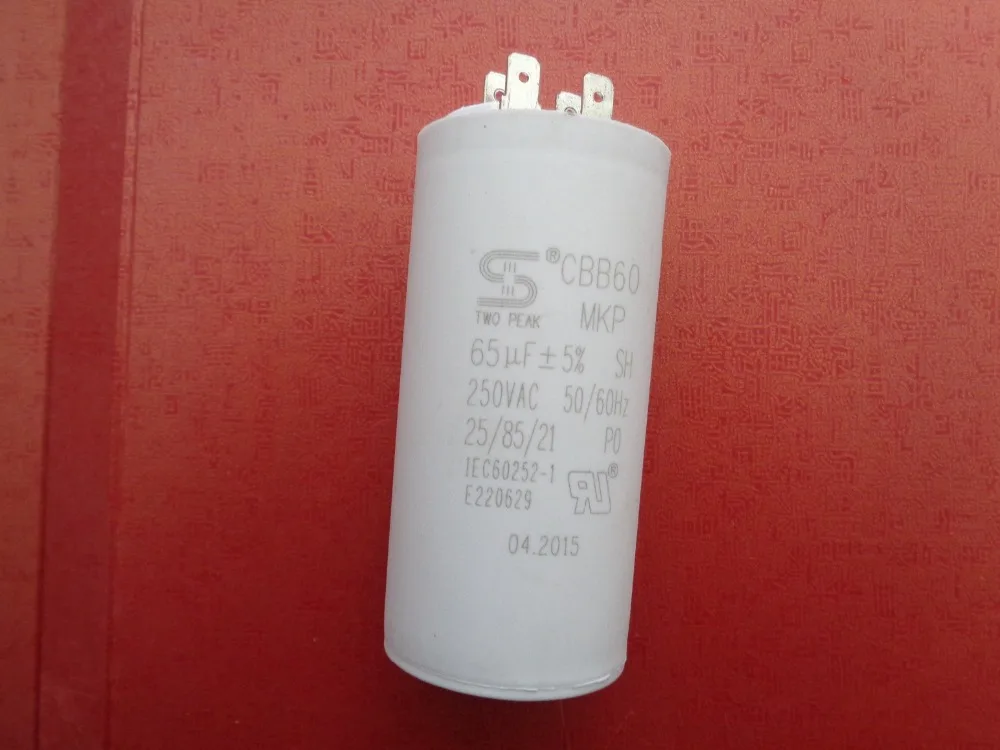 ® CBB60
TWO PEAK MKP
65μF±5% SH
250VAC 50/60Hz
25/85/21 P0
IEC60252-1
E220629 RU®
04.2015